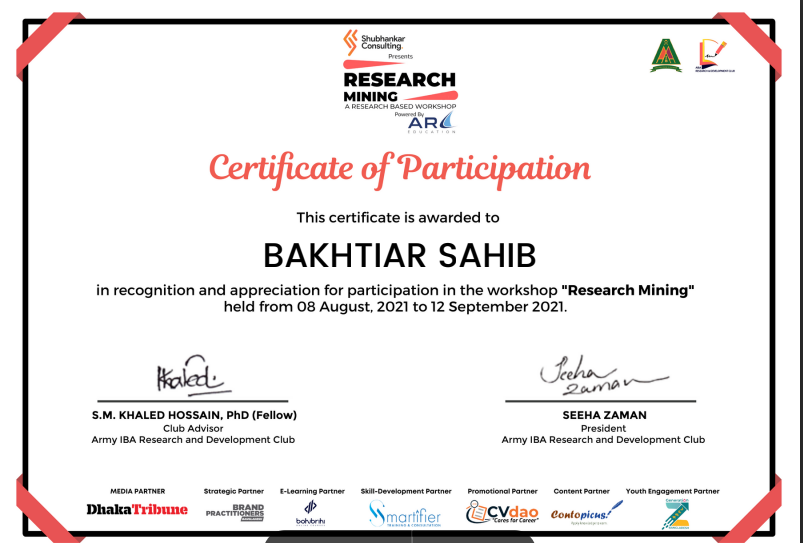 Shubhankar
Consulting.
Presents
RESEARCH
MINING
A RESEARCH BASED WORKSHOP
Powered By
ARC
EDUCATION
Certificate of Participation
This certificate is awarded to
BAKHTIAR SAHIB
in recognition and appreciation for participation in the workshop "Research Mining"
held from 08 August, 2021 to 12 September 2021.
Khaled.
Seeha
Zaman
S.M. KHALED HOSSAIN, PhD (Fellow)
Club Advisor
Army IBA Research and Development Club
SEEHA ZAMAN
President
Army IBA Research and Development Club
MEDIA PARTNER
DhakaTribune
Strategic Partner
BRAND
PRACTITIONERS
E-Learning Partner
bohubrihi
Skill-Development Partner
Smartifier
Promotional Partner
CVdao
"Cares for Career"
Content Partner
Contopicus!
Youth Engagement Partner
Generation